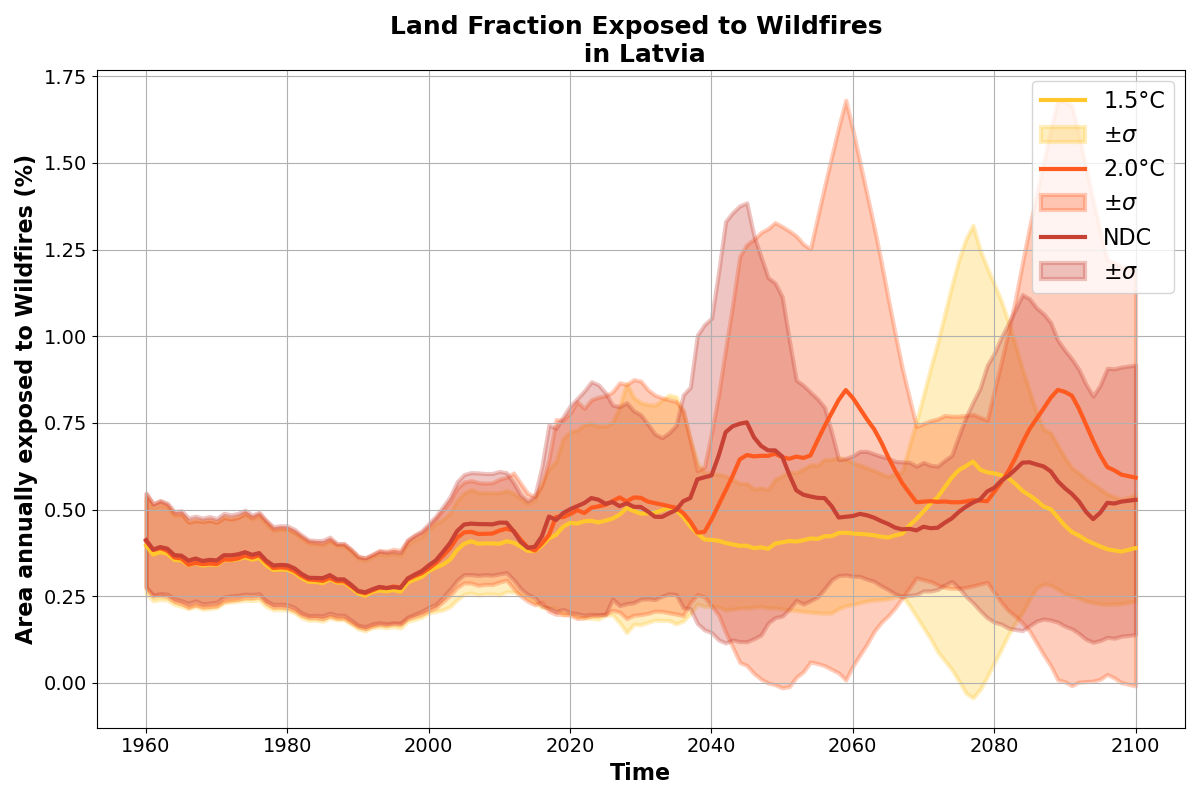 Land Fraction Exposed to Wildfires
in Latvia
Area annually exposed to Wildfires (%)
1.75
1.50
1.25
1.00
0.75
0.50
0.25
0.00
1.5°C
±σ
2.0°C
±σ
NDC
±σ
1960
1980
2000
2020
2040
2060
2080
2100
Time